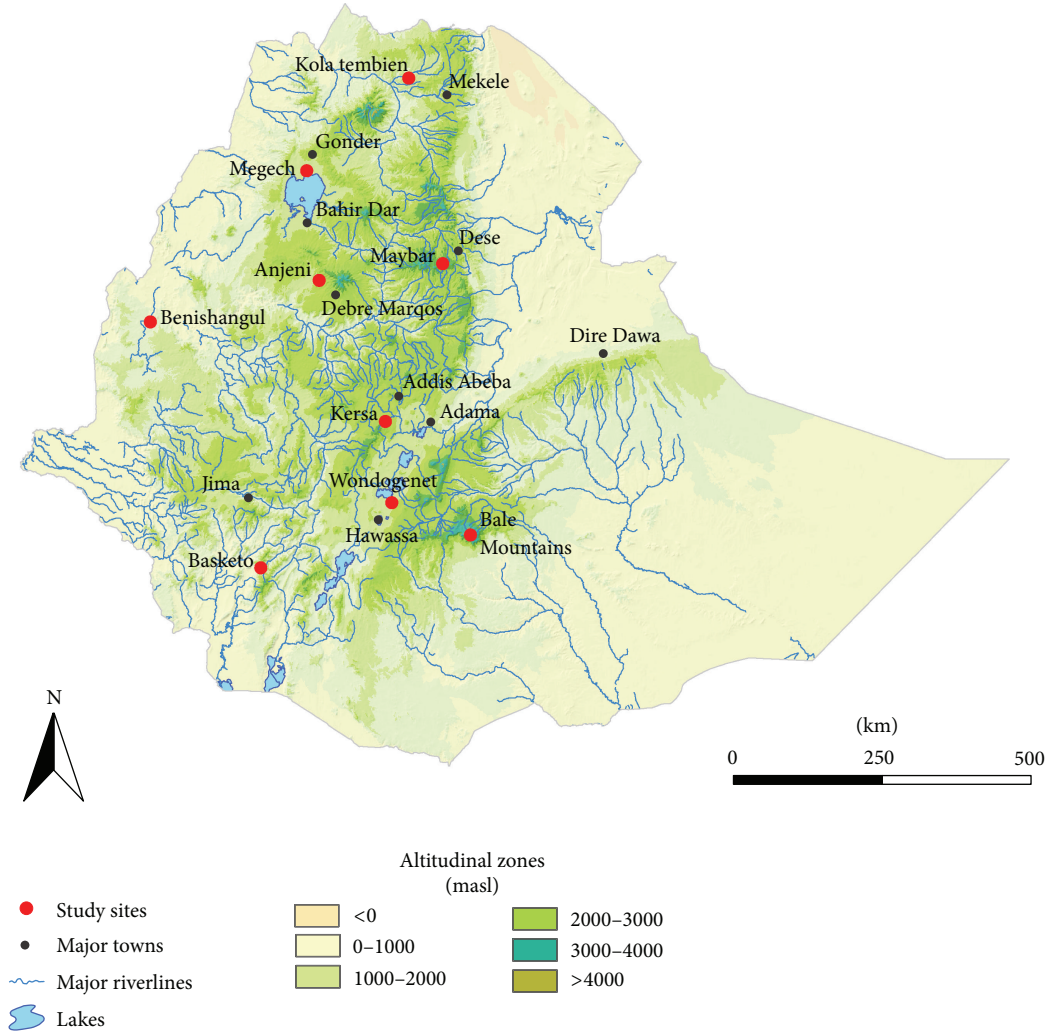 Kola tembien
Mekele
Gonder
Megech
Bahir Dar
Dese
Maybar
Anjeni
Debre Marqos
Benishangul
Dire Dawa
Addis Abeba
Kersa
Adama
Wondogenet
Jima
Hawassa
Bale
Mountains
Basketo
N
(km)
0 250 500
Altitudinal zones
(masl)
Study sites
Major towns
Major riverlines
Lakes
<0
0–1000
1000–2000
2000–3000
3000–4000
>4000